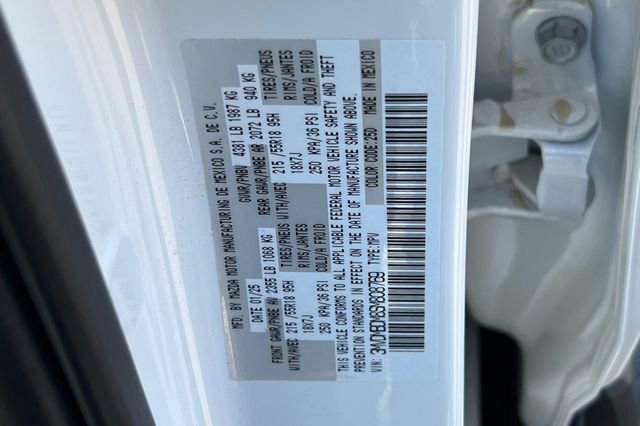 MFD. BY MAZDA MOTOR MANUFACTURING DE MEXICO S.A. DE C.V.
DATE 01/25 GVWR/PNBV 4381 LB 1987 KG
FRONT GAWR/PNBE AV 2355 LB 1068 KG REAR GAWR/PNBE AR 2072 LB 940 KG
WITH/AVEC TIRES/PNEUS RIMS/JANTES COLD/A FROID WITH/AVEC TIRES/PNEUS RIMS/JANTES COLD/A FROID
215/55R18 95H 18X7J 250 KPA/36 PSI 215/55R18 95H 18X7J 250 KPA/36 PSI
THIS VEHICLE CONFORMS TO ALL APPLICABLE FEDERAL MOTOR VEHICLE SAFETY AND THEFT
PREVENTION STANDARDS IN EFFECT ON THE DATE OF MANUFACTURE SHOWN ABOVE.
VIN: TYPE:MPV COLOR CODE:25D MADE IN MEXICO